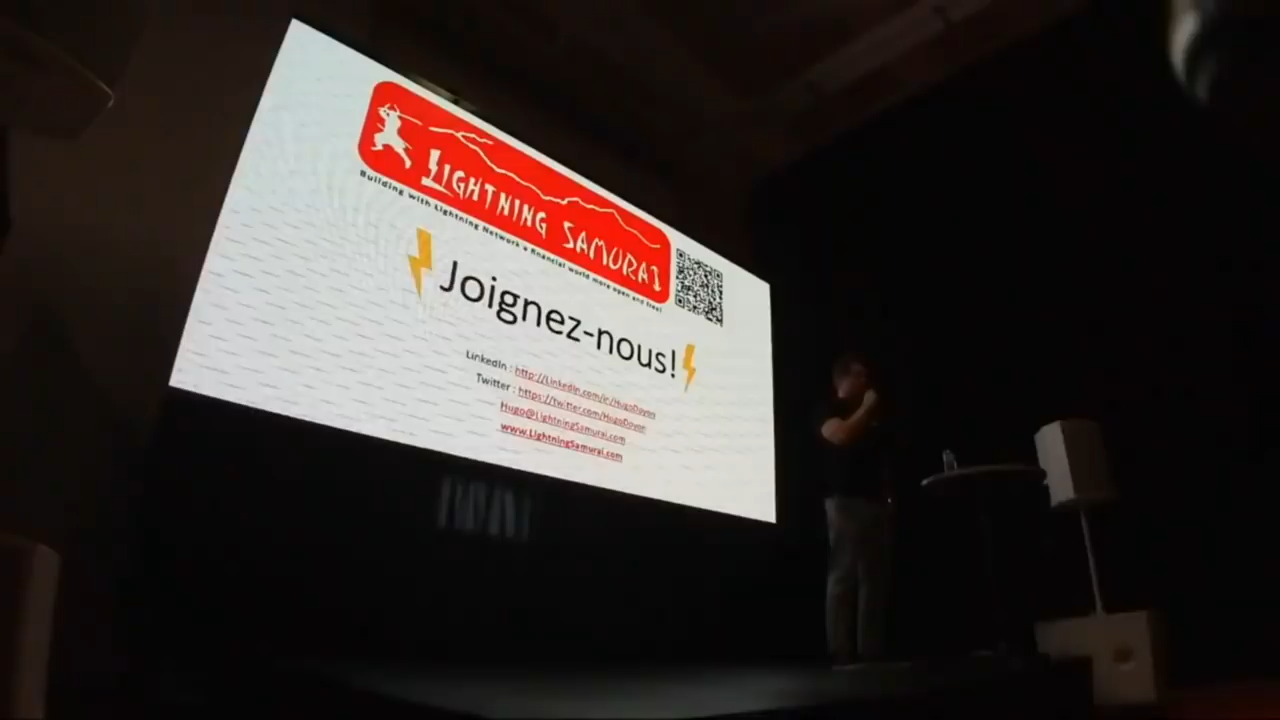 LIGHTNING SAMURAI
Building with Lightning Network a financial world more open and free!
Joignez-nous!
LinkedIn : http://LinkedIn.com/in/HugoDoyon
Twitter : https://twitter.com/HugoDoyon
Hugo@LightningSamurai.com
www.LightningSamurai.com